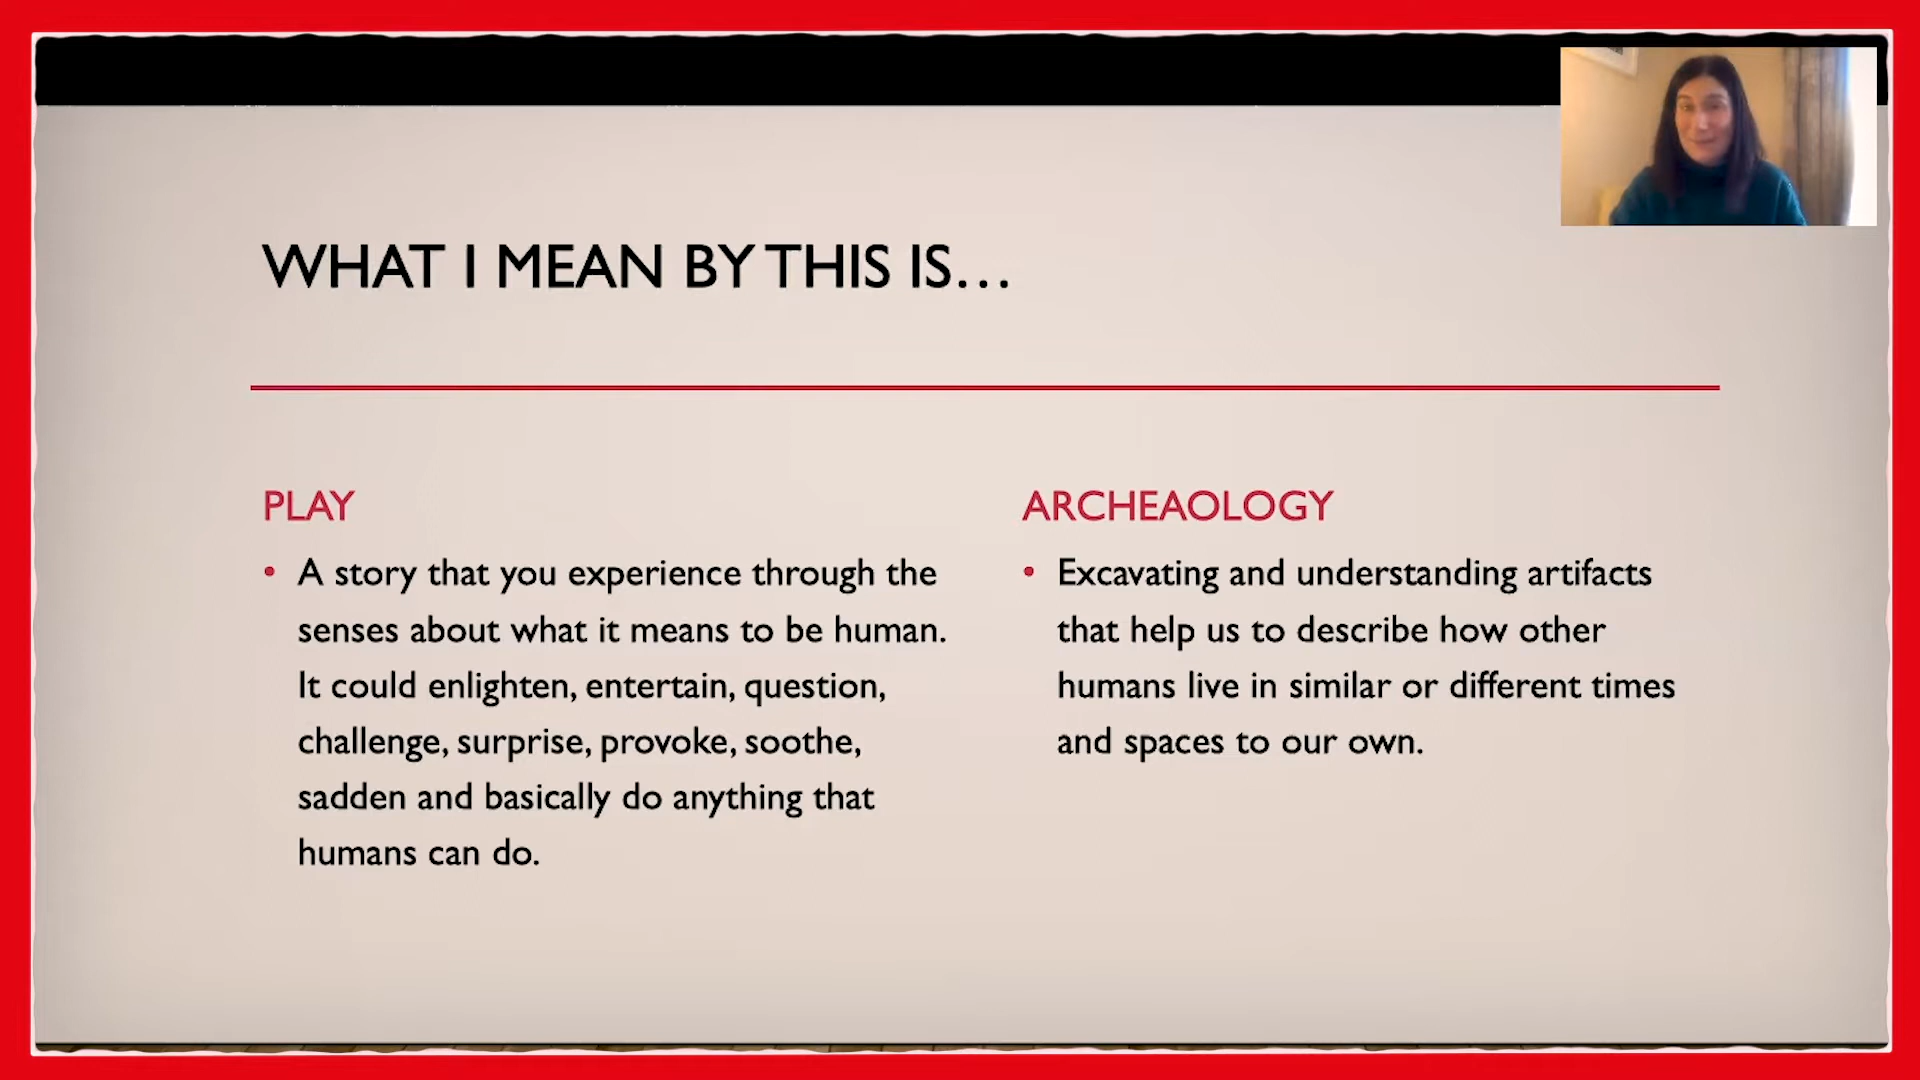 WHAT I MEAN BY THIS IS...
PLAY
• A story that you experience through the
senses about what it means to be human.
It could enlighten, entertain, question,
challenge, surprise, provoke, soothe,
sadden and basically do anything that
humans can do.
ARCHEAOLOGY
• Excavating and understanding artifacts
that help us to describe how other
humans live in similar or different times
and spaces to our own.